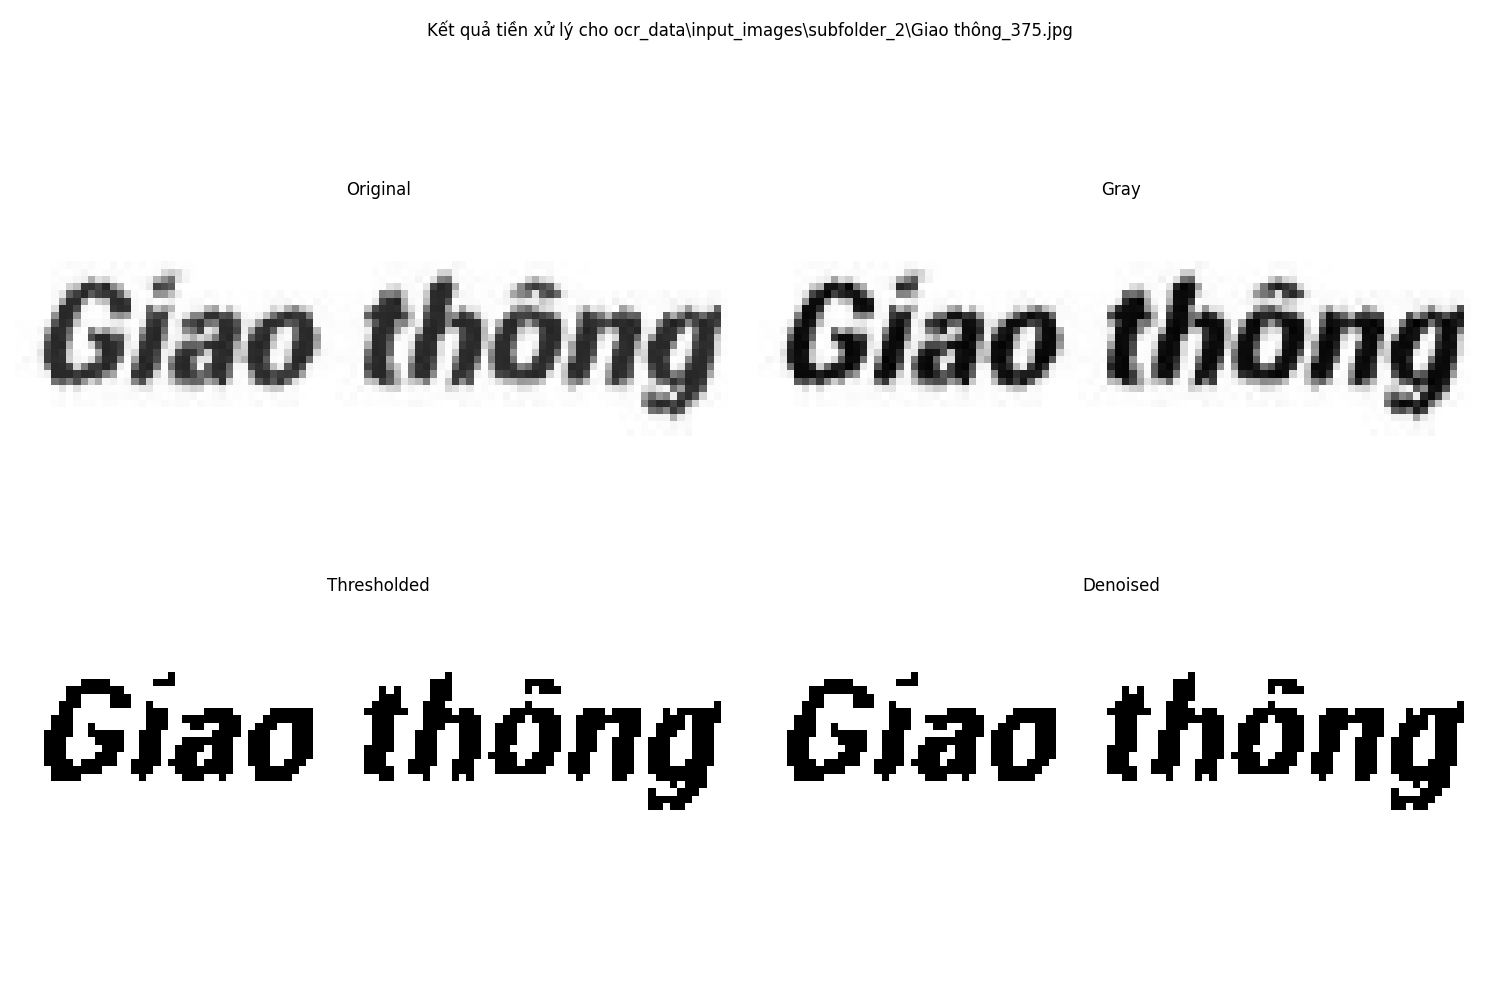 Kết quả tiền xử lý cho ocr_data\input_images\subfolder_2\Giao thông_375.jpg
Original
Gray
Giao thông
Giao thông
Thresholded
Denoised
Giao thông
Giao thông